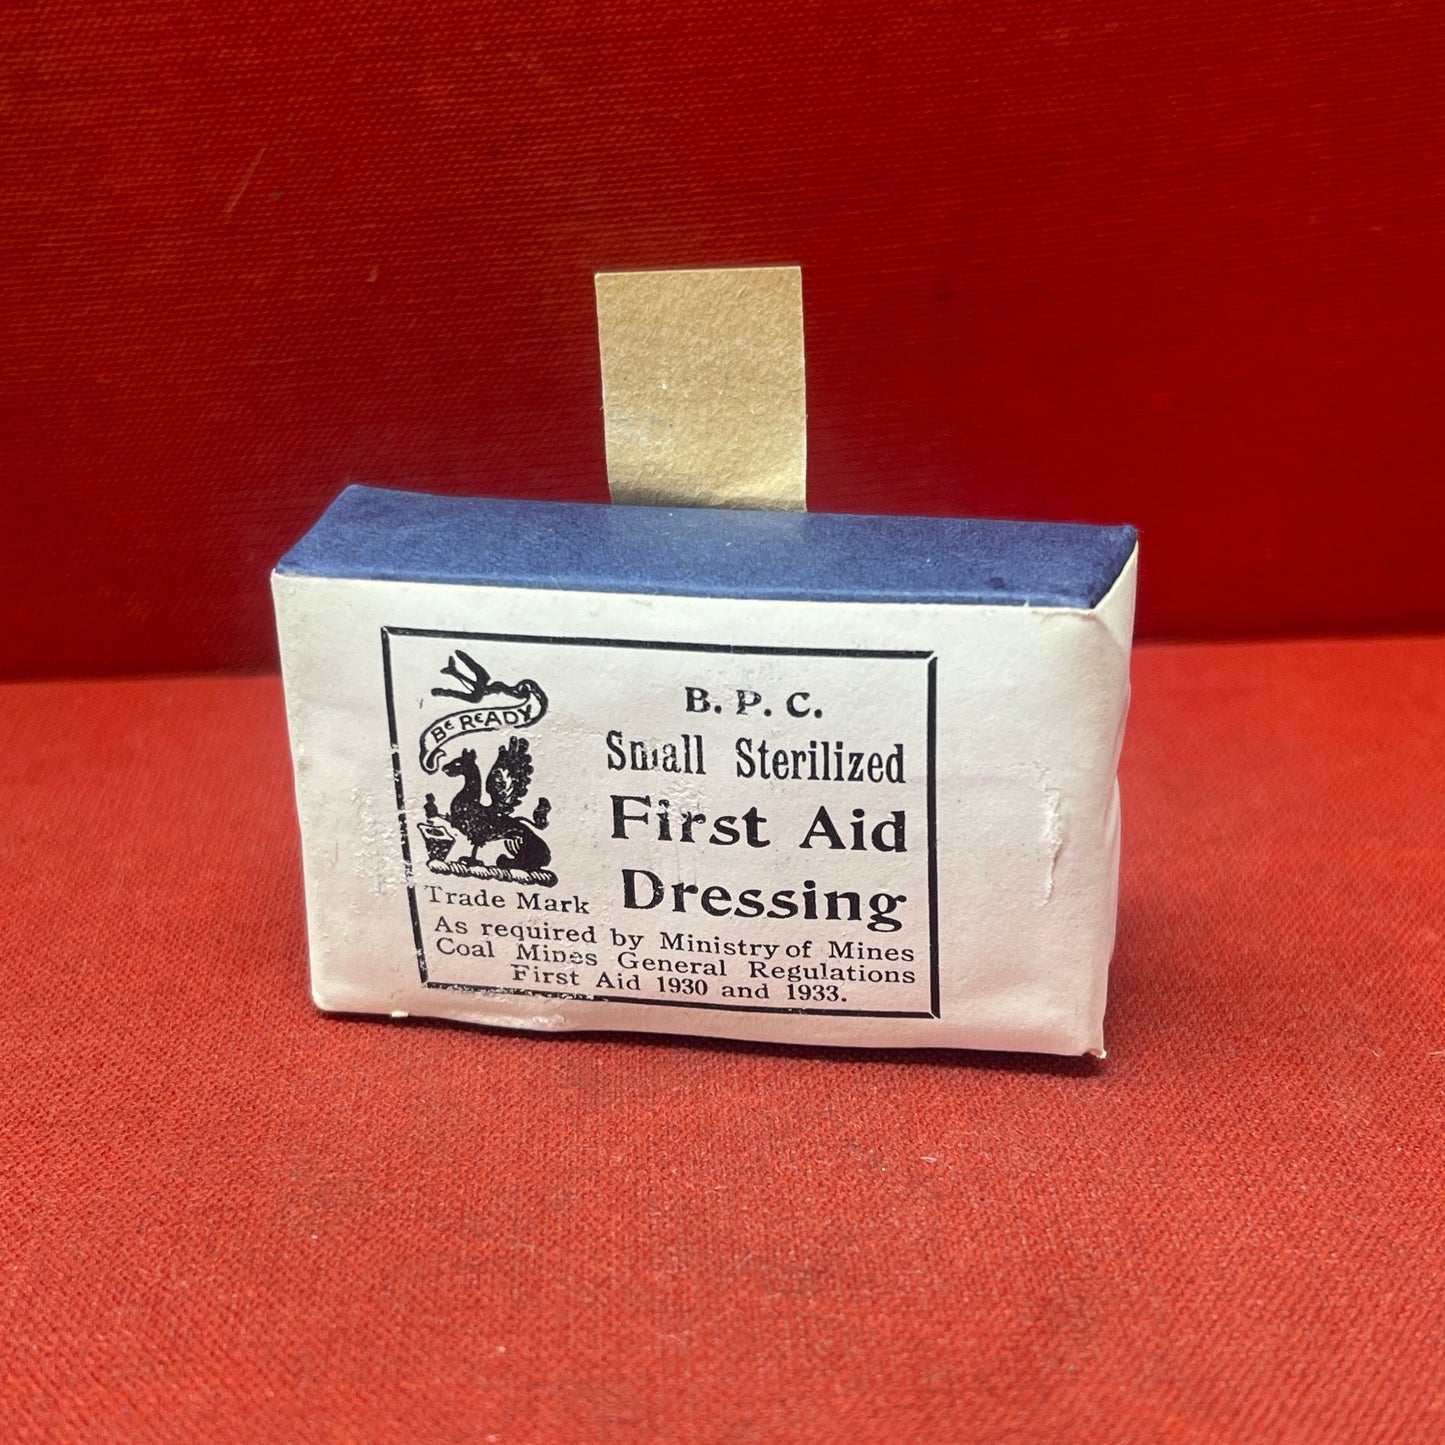 BE READY
B. P. C.
Small Sterilized
First Aid
Dressing
Trade Mark
As required by Ministry of Mines
Coal Mines General Regulations
First Aid 1930 and 1933.